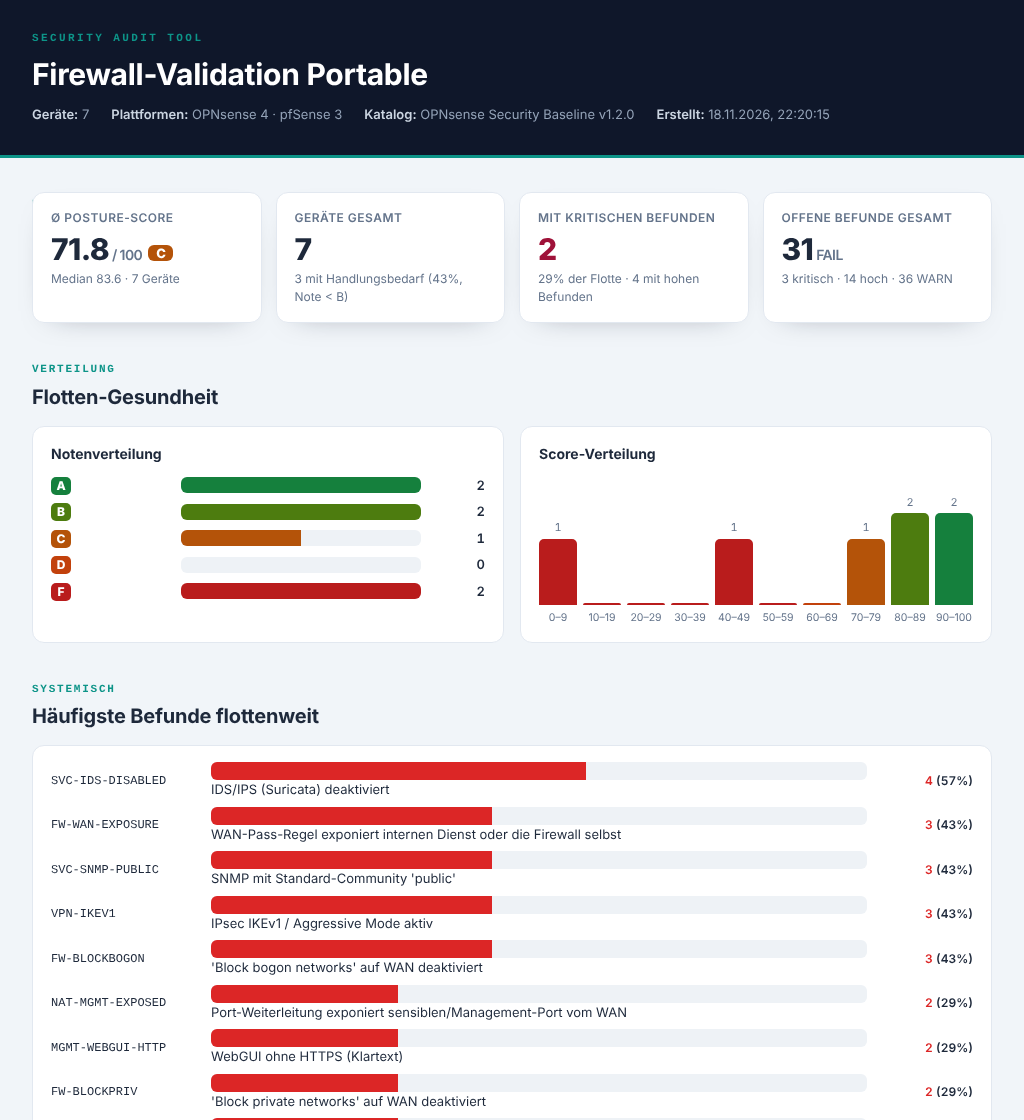 SECURITY AUDIT TOOL
Firewall-Validation Portable
Geräte: 7 Plattformen: OPNsense 4 · pfSense 3 Katalog: OPNsense Security Baseline v1.2.0 Erstellt: 18.11.2026, 22:20:15
Ø POSTURE-SCORE
71.8 / 100 C
Median 83.6 · 7 Geräte
GERÄTE GESAMT
7
3 mit Handlungsbedarf (43%,
Note < B)
MIT KRITISCHEN BEFUNDEN
2
29% der Flotte · 4 mit hohen
Befunden
OFFENE BEFUNDE GESAMT
31 FAIL
3 kritisch · 14 hoch · 36 WARN
VERTEILUNG
Flotten-Gesundheit
Notenverteilung
A 2
B 2
C 1
D 0
F 2
Score-Verteilung
1 1 1 2 2
0–9 10–19 20–29 30–39 40–49 50–59 60–69 70–79 80–89 90–100
SYSTEMISCH
Häufigste Befunde flottenweit
SVC-IDS-DISABLED 4 (57%)
IDS/IPS (Suricata) deaktiviert
FW-WAN-EXPOSURE 3 (43%)
WAN-Pass-Regel exponiert internen Dienst oder die Firewall selbst
SVC-SNMP-PUBLIC 3 (43%)
SNMP mit Standard-Community 'public'
VPN-IKEV1 3 (43%)
IPsec IKEv1 / Aggressive Mode aktiv
FW-BLOCKBOGON 3 (43%)
'Block bogon networks' auf WAN deaktiviert
NAT-MGMT-EXPOSED 2 (29%)
Port-Weiterleitung exponiert sensiblen/Management-Port vom WAN
MGMT-WEBGUI-HTTP 2 (29%)
WebGUI ohne HTTPS (Klartext)
FW-BLOCKPRIV 2 (29%)
'Block private networks' auf WAN deaktiviert